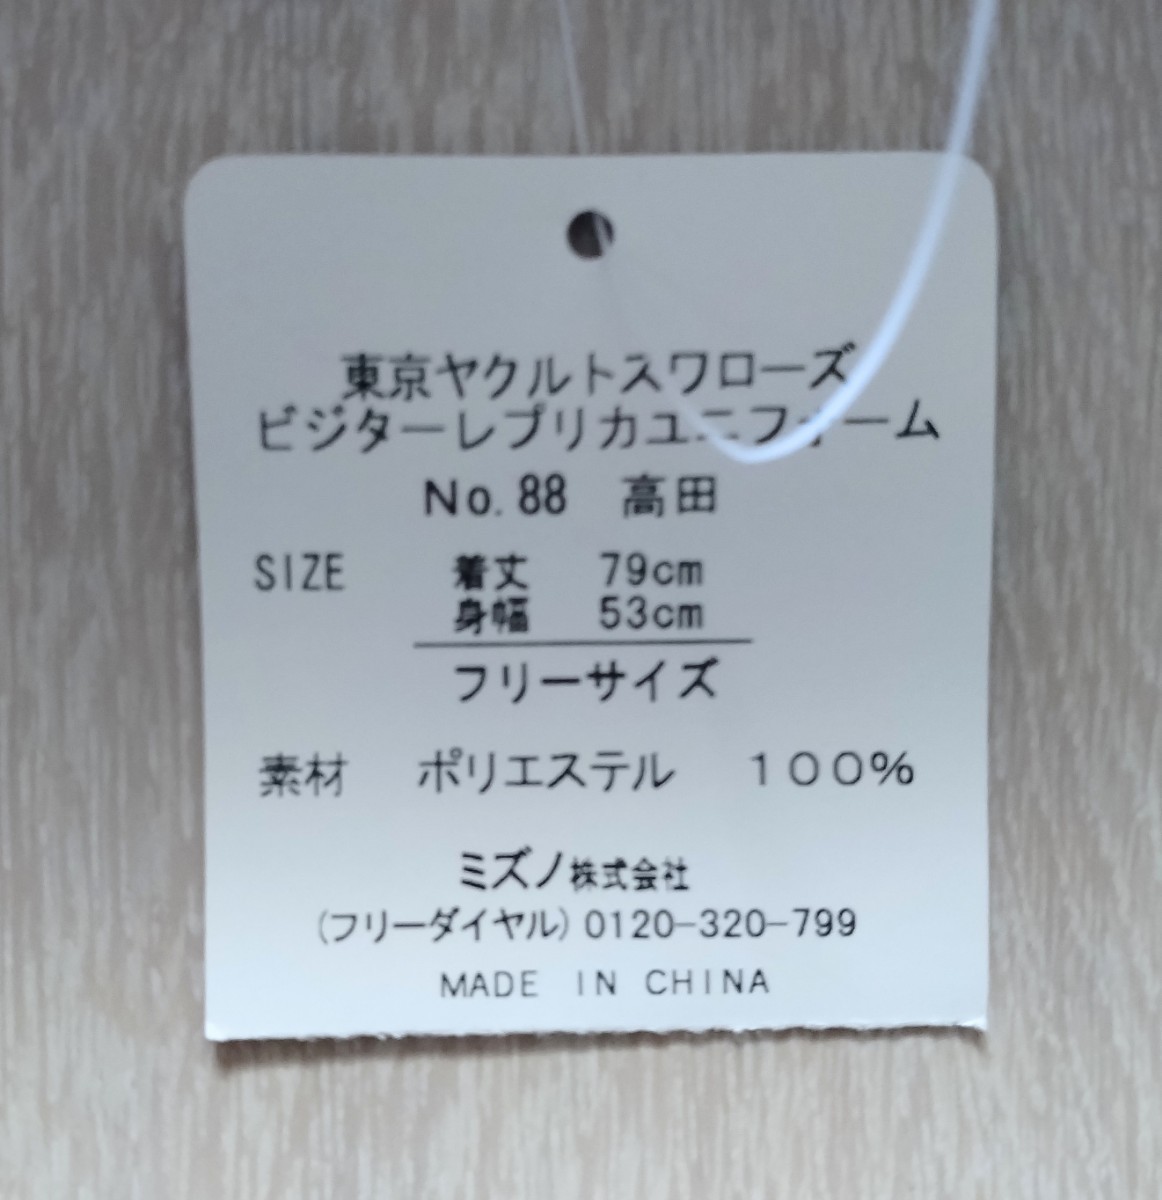 東京ヤクルトスワローズ
ビジターレプリカユニフォーム
No. 88 高田
SIZE 着丈 79cm
身幅 53cm
フリーサイズ
素材 ポリエステル 100%
ミズノ株式会社
(フリーダイヤル) 0120-320-799
MADE IN CHINA